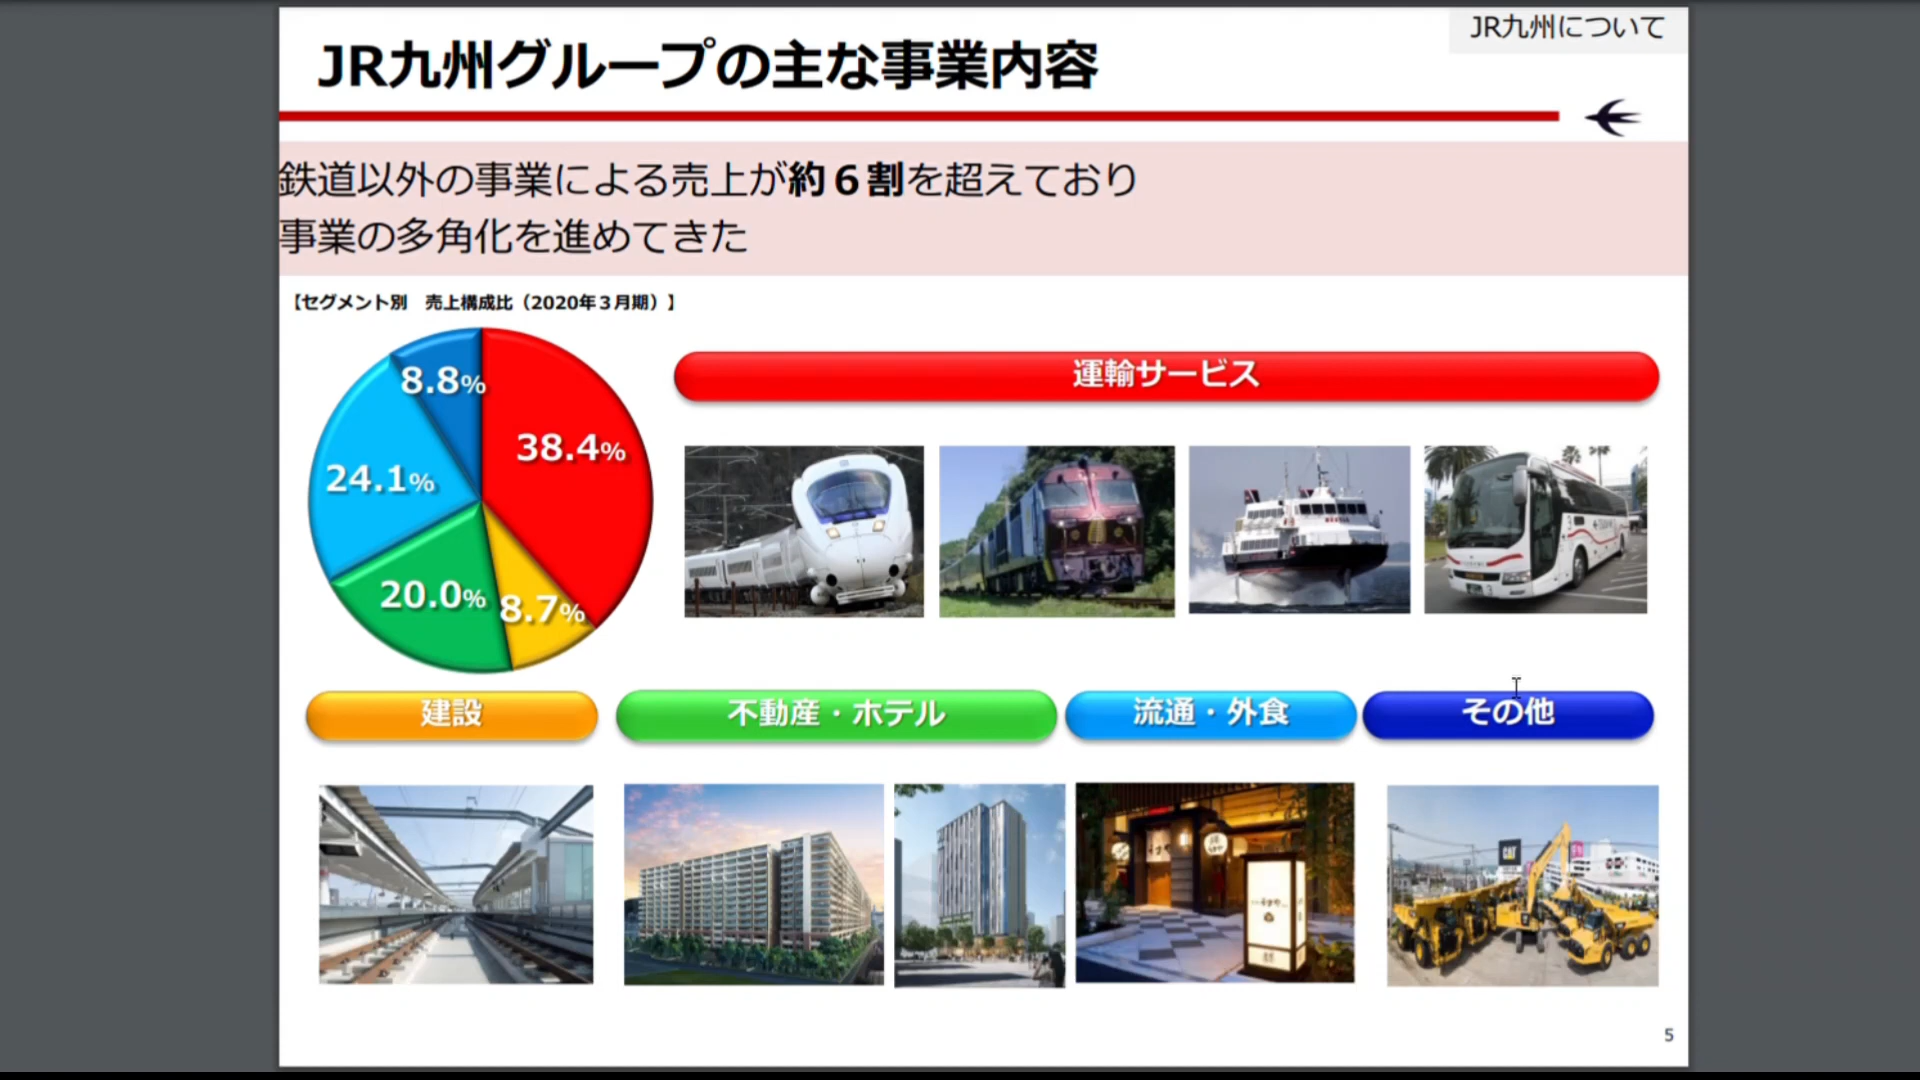 JR九州について
JR九州グループの主な事業内容
鉄道以外の事業による売上が約６割を超えており
事業の多角化を進めてきた
【セグメント別　売上構成比（2020年３月期）】
8.8%
38.4%
24.1%
20.0%
8.7%
運輸サービス
建設
不動産・ホテル
流通・外食
その他
CAT
5